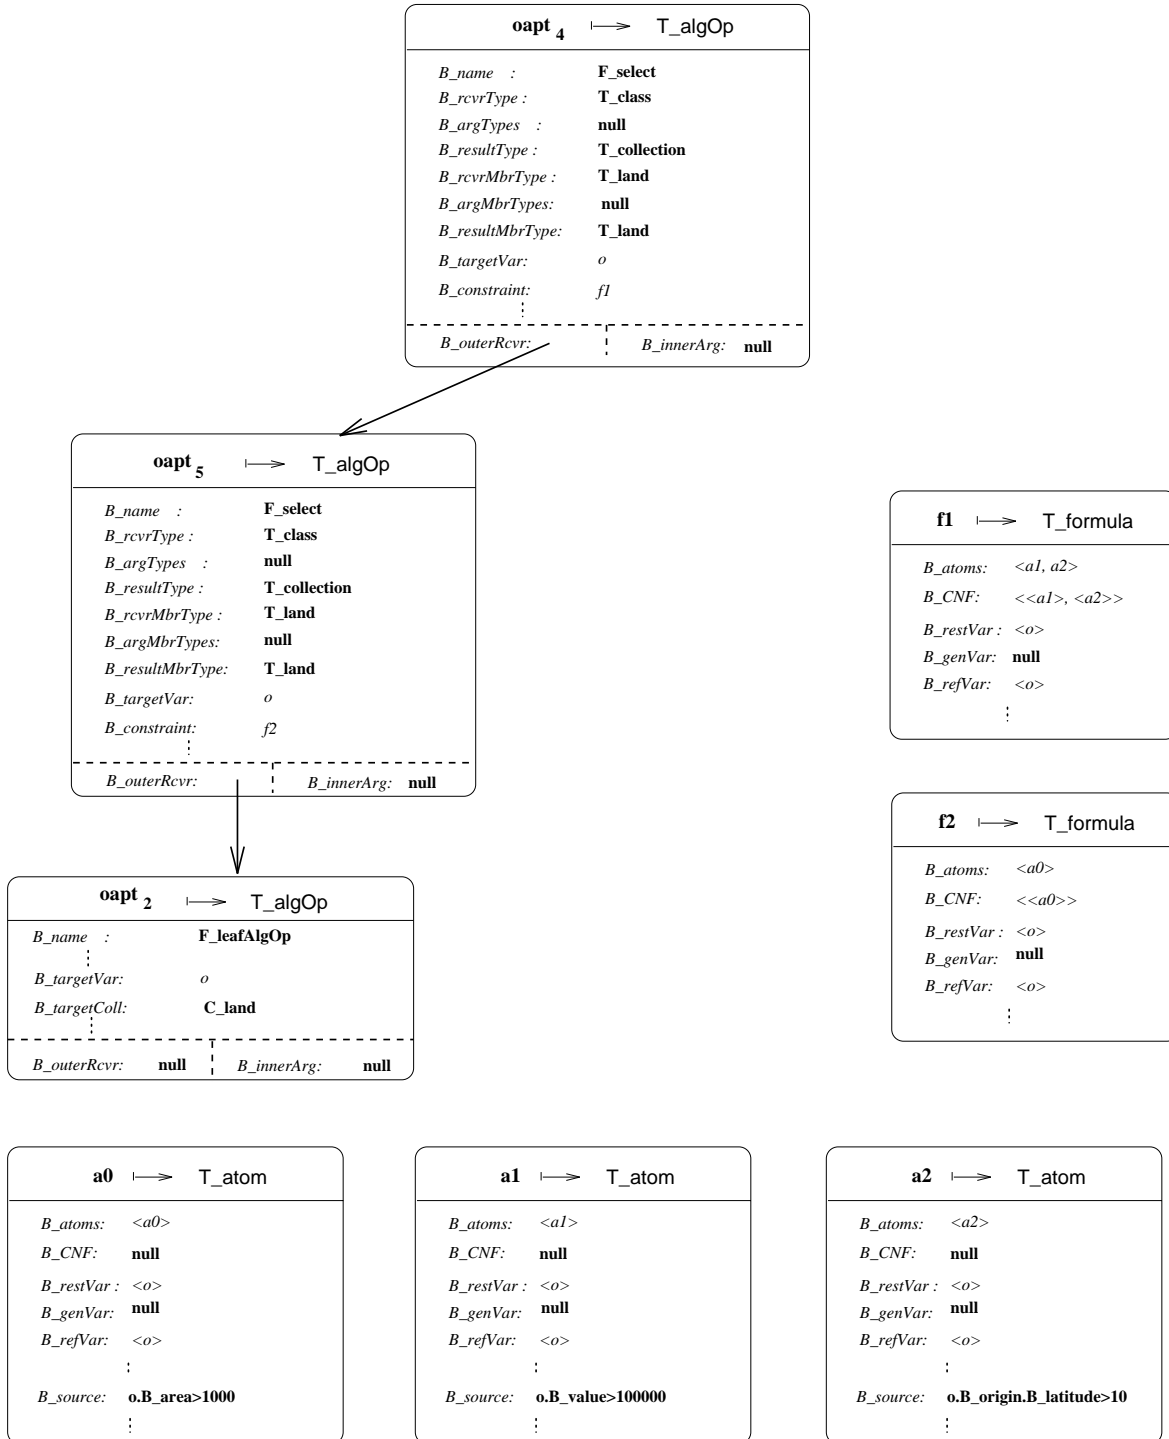 oapt 4 ⟼ T_algOp
B_name : F_select
B_rcvrType : T_class
B_argTypes : null
B_resultType : T_collection
B_rcvrMbrType : T_land
B_argMbrTypes: null
B_resultMbrType: T_land
B_targetVar: o
B_constraint: f1
B_outerRcvr: B_innerArg: null
oapt 5 ⟼ T_algOp
B_name : F_select
B_rcvrType : T_class
B_argTypes : null
B_resultType : T_collection
B_rcvrMbrType : T_land
B_argMbrTypes: null
B_resultMbrType: T_land
B_targetVar: o
B_constraint: f2
B_outerRcvr: B_innerArg: null
f1 ⟼ T_formula
B_atoms: <a1, a2>
B_CNF: <<a1>, <a2>>
B_restVar : <o>
B_genVar: null
B_refVar: <o>
f2 ⟼ T_formula
B_atoms: <a0>
B_CNF: <<a0>>
B_restVar : <o>
B_genVar: null
B_refVar: <o>
oapt 2 ⟼ T_algOp
B_name : F_leafAlgOp
B_targetVar: o
B_targetColl: C_land
B_outerRcvr: null B_innerArg: null
a0 ⟼ T_atom
B_atoms: <a0>
B_CNF: null
B_restVar : <o>
B_genVar: null
B_refVar: <o>
B_source: o.B_area>1000
a1 ⟼ T_atom
B_atoms: <a1>
B_CNF: null
B_restVar : <o>
B_genVar: null
B_refVar: <o>
B_source: o.B_value>100000
a2 ⟼ T_atom
B_atoms: <a2>
B_CNF: null
B_restVar : <o>
B_genVar: null
B_refVar: <o>
B_source: o.B_origin.B_latitude>10